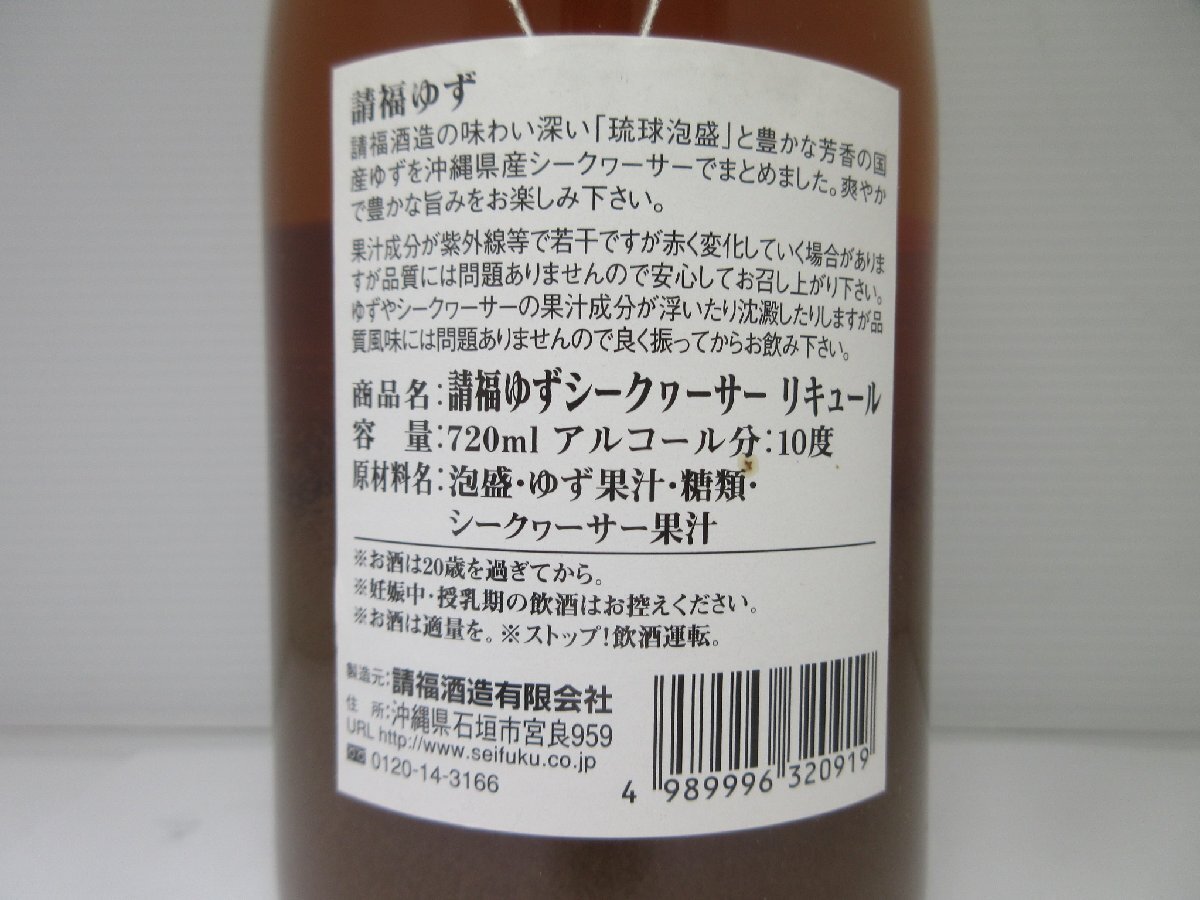 請福ゆず
請福酒造の味わい深い「琉球泡盛」と豊かな芳香の国
産ゆずを沖縄県産シークヮーサーでまとめました。爽やか
で豊かな旨みをお楽しみ下さい。
果汁成分が紫外線等で若干ですが赤く変化していく場合がありま
すが品質には問題ありませんので安心してお召し上がり下さい。
ゆずやシークヮーサーの果汁成分が浮いたり沈澱したりしますが品
質風味には問題ありませんので良く振ってからお飲み下さい。
商品名:請福ゆずシークヮーサー リキュール
容 量:720ml アルコール分:10度
原材料名:泡盛・ゆず果汁・糖類・
シークヮーサー果汁
※お酒は20歳を過ぎてから。
※妊娠中・授乳期の飲酒はお控えください。
※お酒は適量を。※ストップ!飲酒運転。
製造元:請福酒造有限会社
住 所:沖縄県石垣市宮良959
URL http://www.seifuku.co.jp
0120-14-3166
4 989996 320919